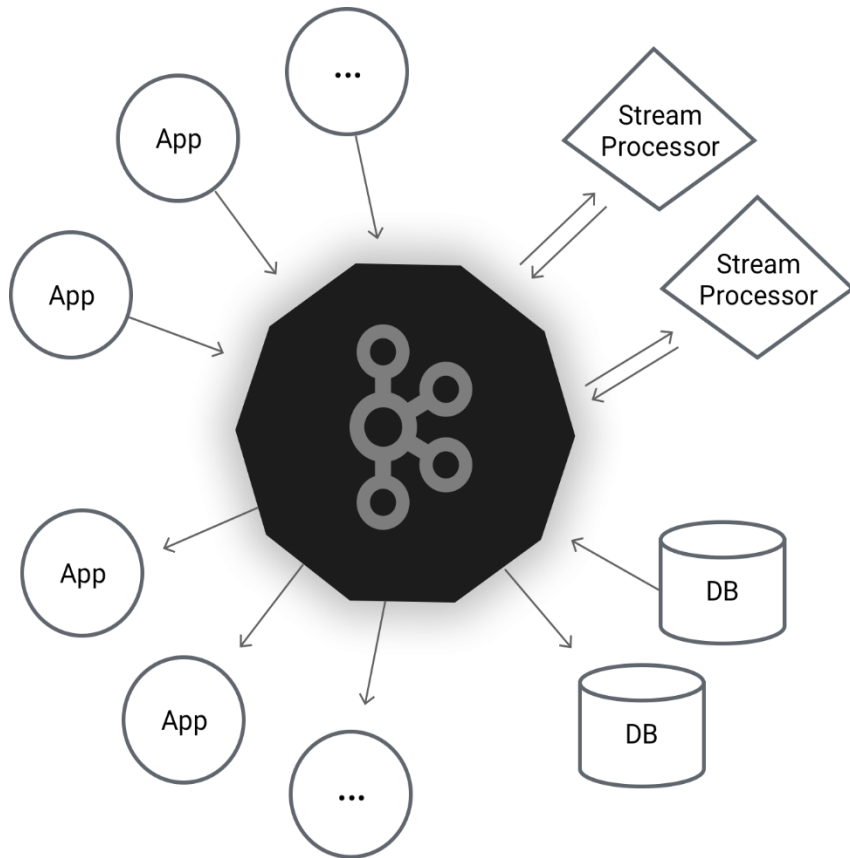 ...
App
App
Stream
Processor
Stream
Processor
App
App
...
DB
DB